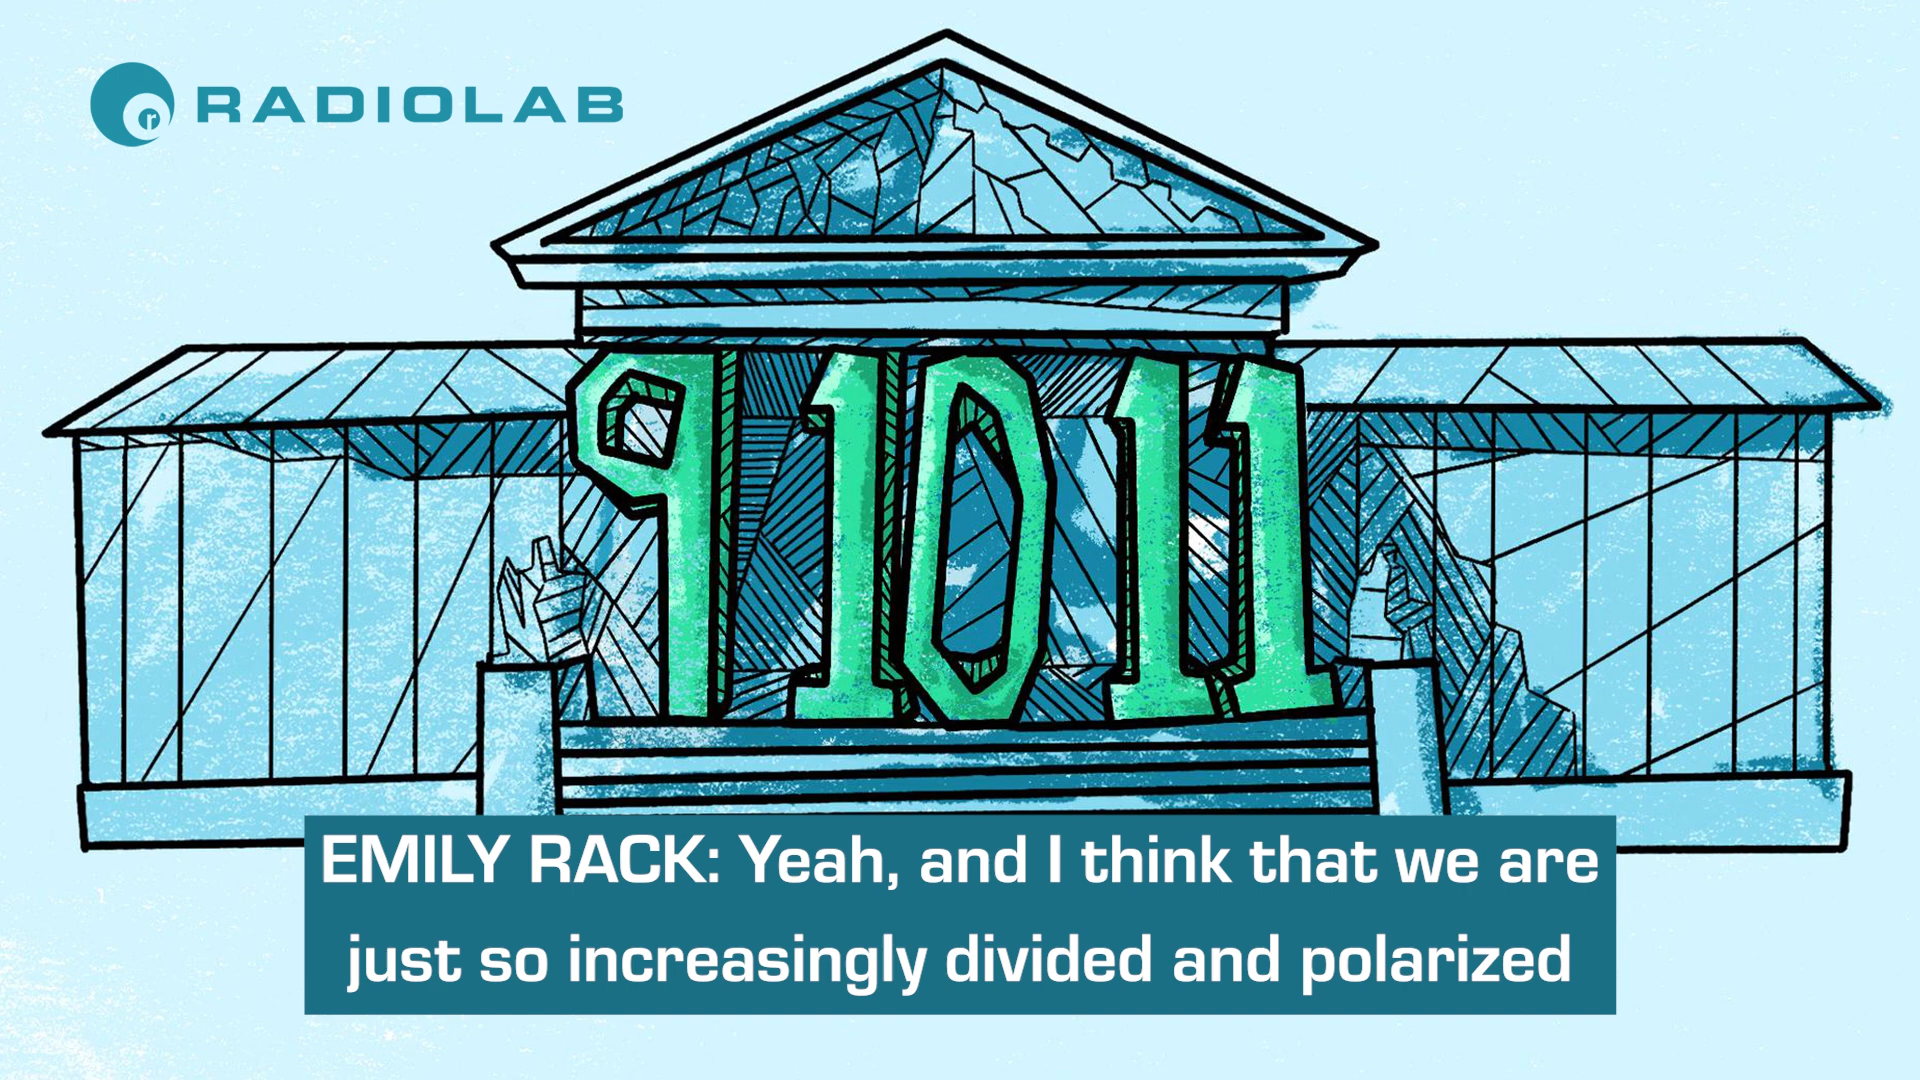 RADIOLAB
9 10 11
EMILY RACK: Yeah, and I think that we are
just so increasingly divided and polarized